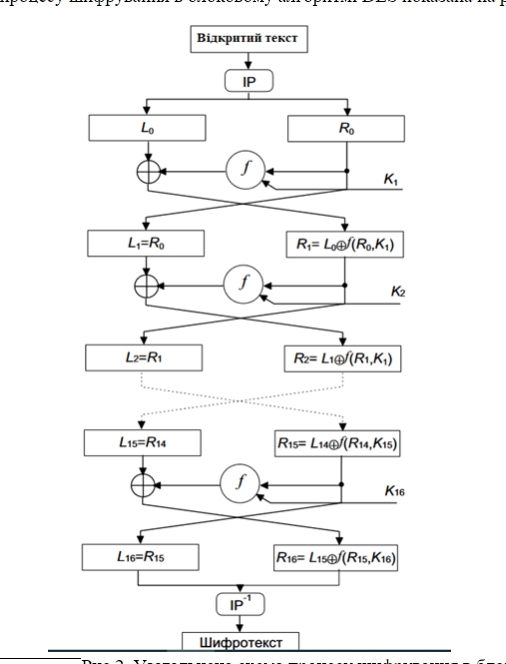 процесу шифрування в блоковому алгоритмі DES показана на р
Відкритий текст
IP
L₀ R₀
f
K₁
L₁=R₀ R₁= L₀⊕f(R₀,K₁)
f
K₂
L₂=R₁ R₂= L₁⊕f(R₁,K₁)
L₁₅=R₁₄ R₁₅= L₁₄⊕f(R₁₄,K₁₅)
f
K₁₆
L₁₆=R₁₅ R₁₆= L₁₅⊕f(R₁₅,K₁₆)
IP⁻¹
Шифротекст